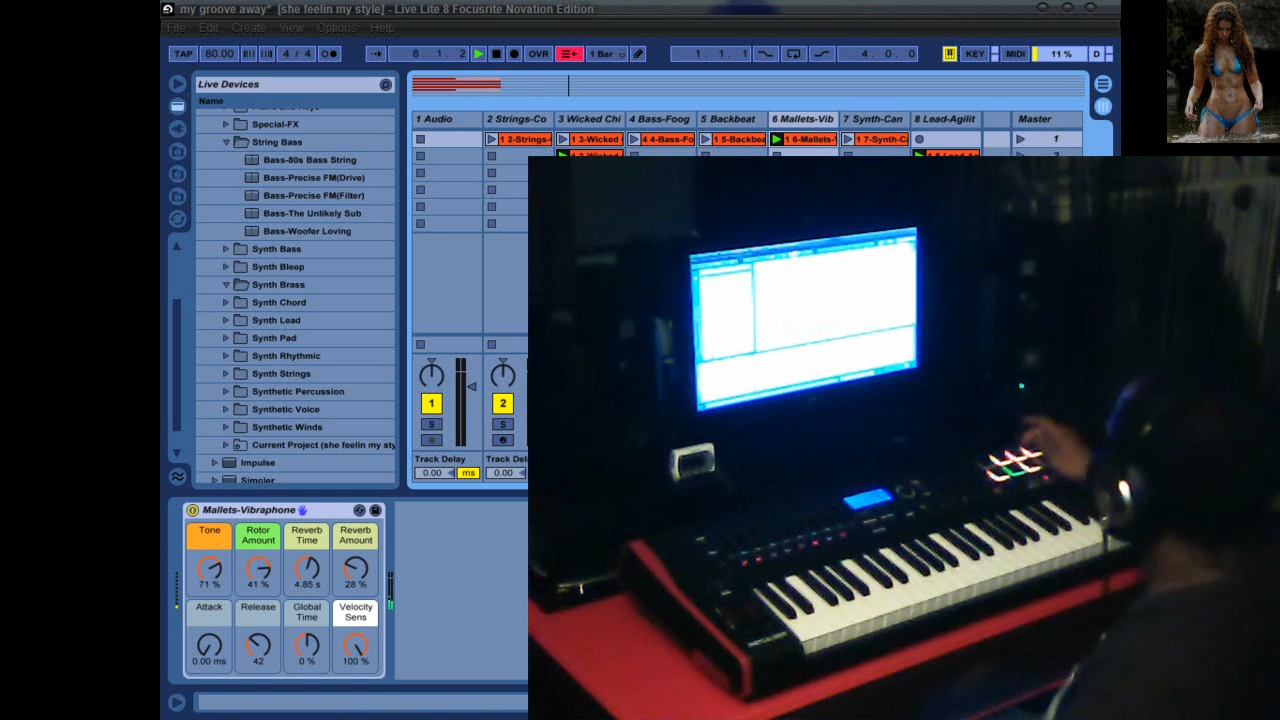 my groove away* [she feelin my style] - Live Lite 8 Focusrite Novation Edition
File Edit Create View Options Help
TAP 80.00 4 / 4 8. 1. 2 OVR 1 Bar 1. 1. 1 4. 0. 0 KEY MIDI 11 % D
Live Devices
Name
Special-FX
String Bass
Bass-80s Bass String
Bass-Precise FM(Drive)
Bass-Precise FM(Filter)
Bass-The Unlikely Sub
Bass-Woofer Loving
Synth Bass
Synth Bleep
Synth Brass
Synth Chord
Synth Lead
Synth Pad
Synth Rhythmic
Synth Strings
Synthetic Percussion
Synthetic Voice
Synthetic Winds
Current Project (she feelin my sty
Impulse
Simpler
1 Audio 2 Strings-Co 3 Wicked Chi 4 Bass-Foog 5 Backbeat 6 Mallets-Vib 7 Synth-Can 8 Lead-Agilit Master
1 2-Strings- 1 3-Wicked 4 4-Bass-Fo 1 5-Backbea 1 6-Mallets- 1 7-Synth-Ca 1
1 2
S S
Track Delay Track Del
0.00 ms 0.00
Mallets-Vibraphone
Tone Rotor Amount Reverb Time Reverb Amount
71 % 41 % 4.85 s 28 %
Attack Release Global Time Velocity Sens
0.00 ms 42 0 % 100 %